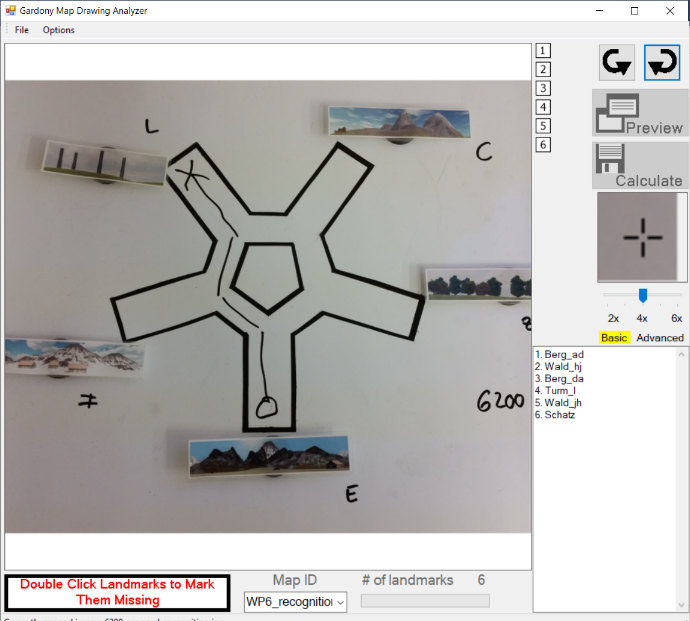 Gardony Map Drawing Analyzer
File Options
1
2
3
4
5
6
Preview
Calculate
2x 4x 6x
Basic Advanced
1. Berg_ad
2. Wald_hj
3. Berg_da
4. Turm_l
5. Wald_jh
6. Schatz
L
C
6200
E
Double Click Landmarks to Mark
Them Missing
Map ID
WP6_recognition
# of landmarks 6